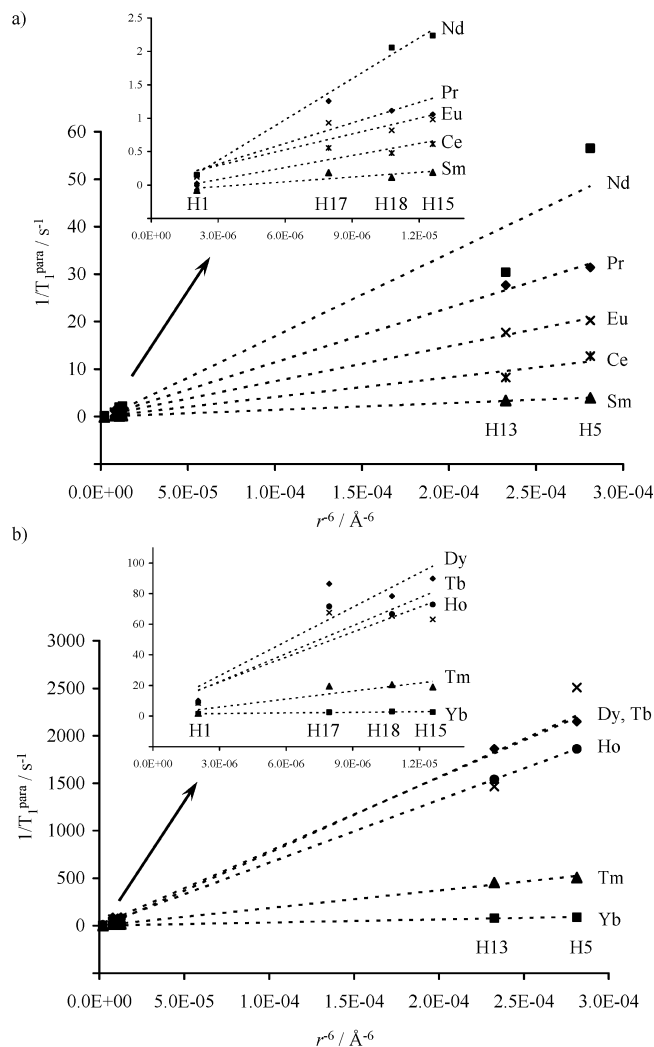 a)
2.5
2
1.5
1
0.5
0
Nd
Pr
Eu
Ce
Sm
H1 H17 H18 H15
0.0E+00 3.0E-06 6.0E-06 9.0E-06 1.2E-05
60
50
40
30
20
10
0
-10
1/T₁ᵖᵃʳᵃ / s⁻¹
Nd
Pr
Eu
Ce
Sm
H13 H5
0.0E+00 5.0E-05 1.0E-04 1.5E-04 2.0E-04 2.5E-04 3.0E-04
r⁻⁶ / Å⁻⁶
b)
100
80
60
40
20
0
Dy
Tb
Ho
Tm
Yb
H1 H17 H18 H15
0.0E+00 3.0E-06 6.0E-06 9.0E-06 1.2E-05
3000
2500
2000
1500
1000
500
0
-500
1/T₁ᵖᵃʳᵃ / s⁻¹
Dy, Tb
Ho
Tm
Yb
H13 H5
0.0E+00 5.0E-05 1.0E-04 1.5E-04 2.0E-04 2.5E-04 3.0E-04
r⁻⁶ / Å⁻⁶